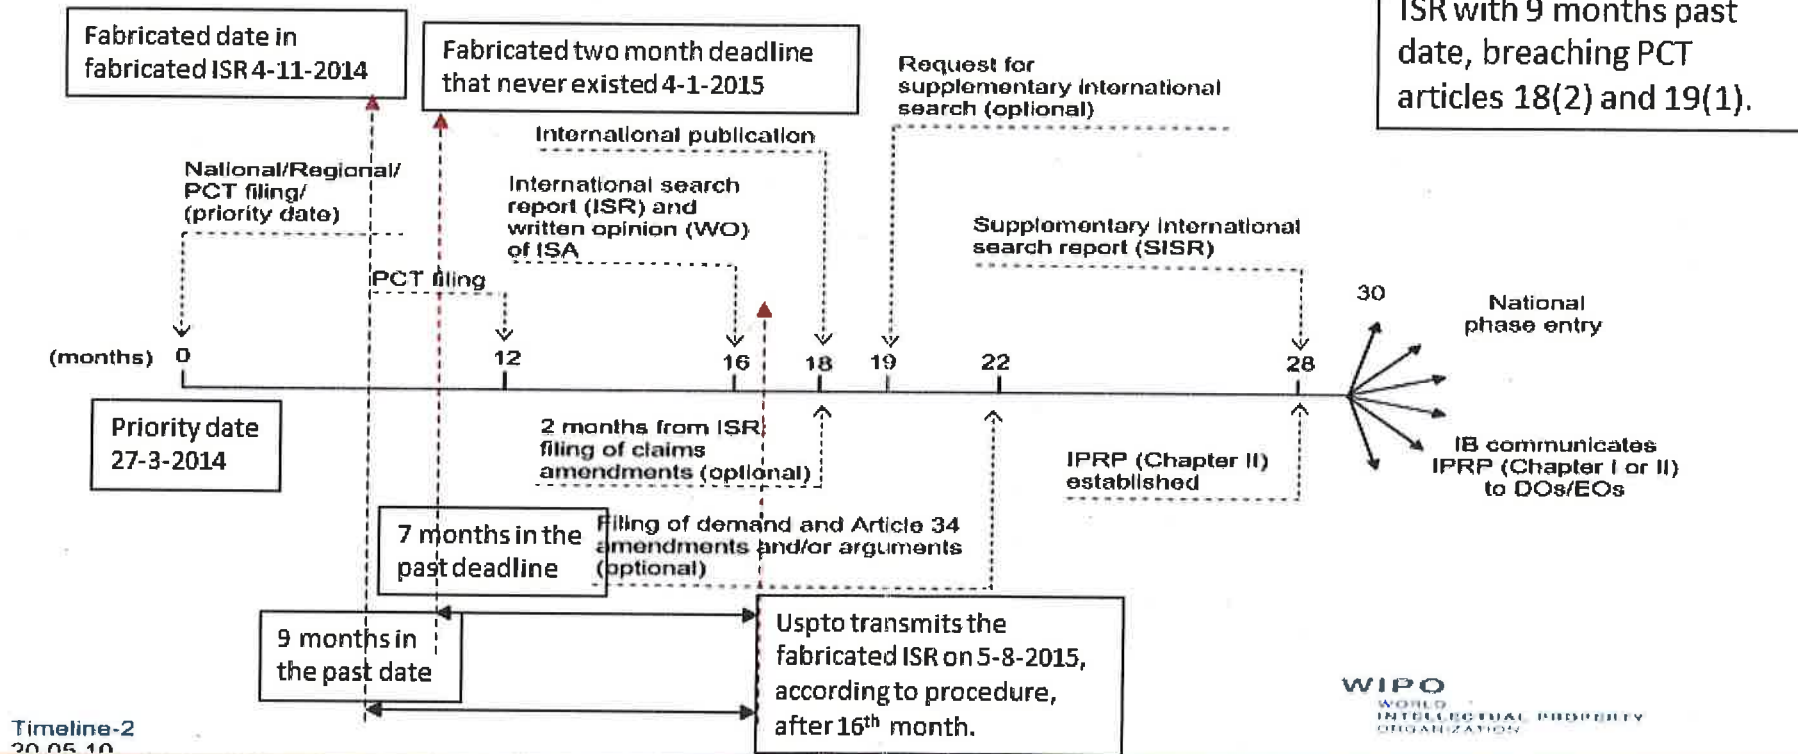 Fabricated date in
fabricated ISR 4-11-2014
Fabricated two month deadline
that never existed 4-1-2015
Request for
supplementary international
search (optional)
ISR with 9 months past
date, breaching PCT
articles 18(2) and 19(1).
International publication
National/Regional/
PCT filing/
(priority date)
International search
report (ISR) and
written opinion (WO)
of ISA
Supplementary international
search report (SISR)
PCT filing
30
National
phase entry
(months) 0 12 16 18 19 22 28
Priority date
27-3-2014
2 months from ISR
filing of claims
amendments (optional)
IPRP (Chapter II)
established
IB communicates
IPRP (Chapter I or II)
to DOs/EOs
7 months in the
past deadline
Filing of demand and Article 34
amendments and/or arguments
(optional)
9 months in
the past date
Uspto transmits the
fabricated ISR on 5-8-2015,
according to procedure,
after 16th month.
Timeline-2
20.05.10
WIPO
WORLD
INTELLECTUAL PROPERTY
ORGANIZATION